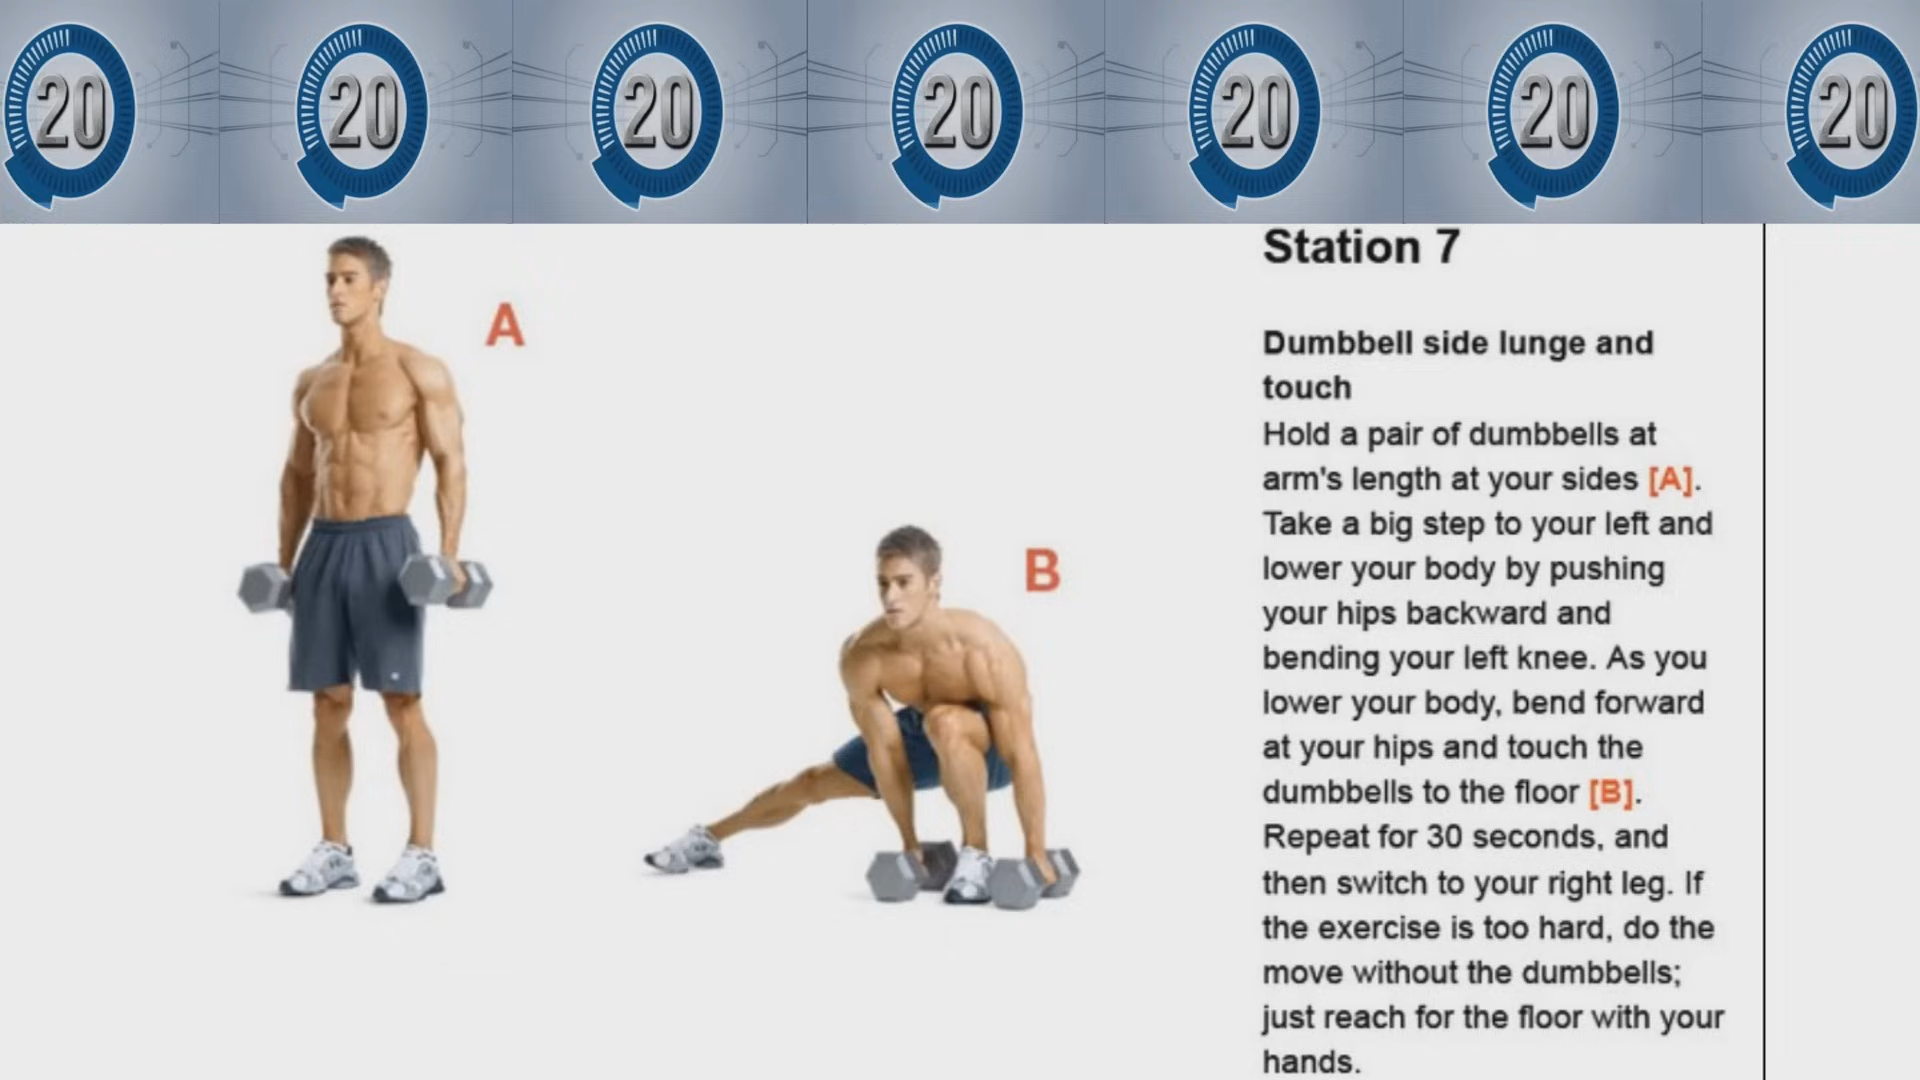 20 20 20 20 20 20 20
A
B
Station 7
Dumbbell side lunge and
touch
Hold a pair of dumbbells at
arm's length at your sides [A].
Take a big step to your left and
lower your body by pushing
your hips backward and
bending your left knee. As you
lower your body, bend forward
at your hips and touch the
dumbbells to the floor [B].
Repeat for 30 seconds, and
then switch to your right leg. If
the exercise is too hard, do the
move without the dumbbells;
just reach for the floor with your
hands.